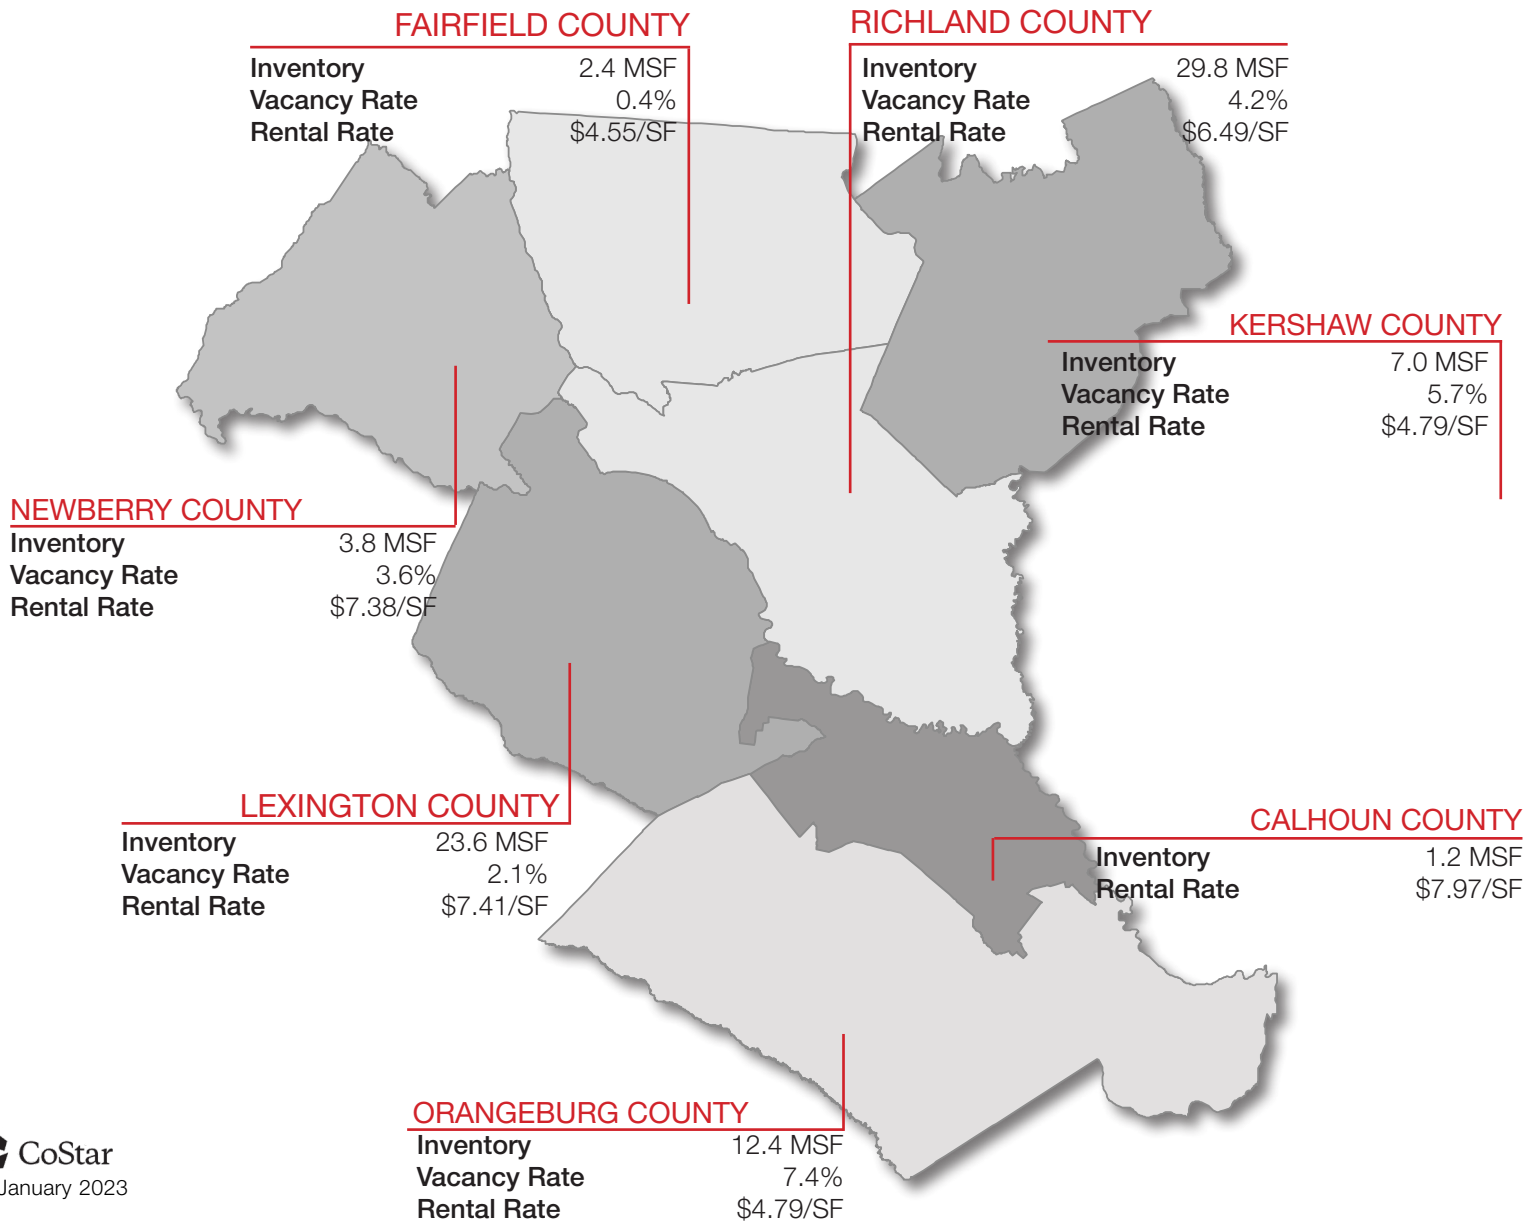 FAIRFIELD COUNTY
Inventory 2.4 MSF
Vacancy Rate 0.4%
Rental Rate $4.55/SF
RICHLAND COUNTY
Inventory 29.8 MSF
Vacancy Rate 4.2%
Rental Rate $6.49/SF
KERSHAW COUNTY
Inventory 7.0 MSF
Vacancy Rate 5.7%
Rental Rate $4.79/SF
NEWBERRY COUNTY
Inventory 3.8 MSF
Vacancy Rate 3.6%
Rental Rate $7.38/SF
LEXINGTON COUNTY
Inventory 23.6 MSF
Vacancy Rate 2.1%
Rental Rate $7.41/SF
CALHOUN COUNTY
Inventory 1.2 MSF
Rental Rate $7.97/SF
ORANGEBURG COUNTY
Inventory 12.4 MSF
Vacancy Rate 7.4%
Rental Rate $4.79/SF
CoStar
January 2023